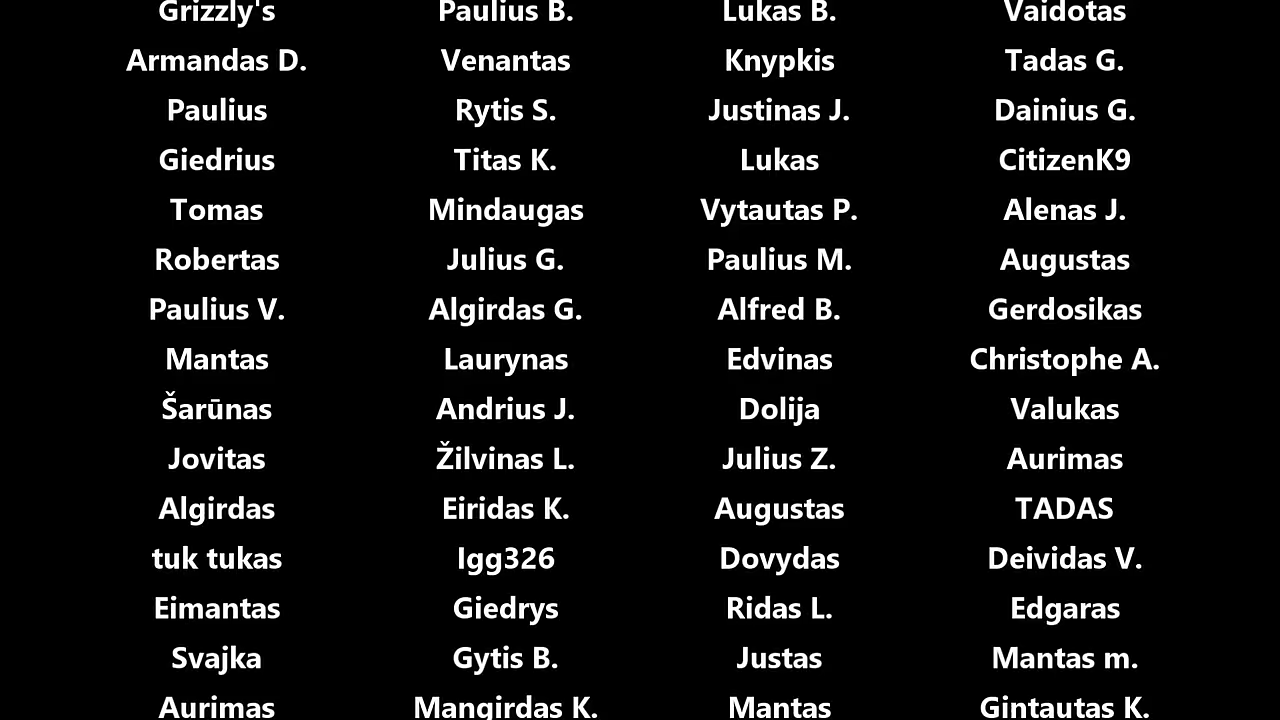 Grizzly's Paulius B. Lukas B. Vaidotas
Armandas D. Venantas Knypkis Tadas G.
Paulius Rytis S. Justinas J. Dainius G.
Giedrius Titas K. Lukas CitizenK9
Tomas Mindaugas Vytautas P. Alenas J.
Robertas Julius G. Paulius M. Augustas
Paulius V. Algirdas G. Alfred B. Gerdosikas
Mantas Laurynas Edvinas Christophe A.
Šarūnas Andrius J. Dolija Valukas
Jovitas Žilvinas L. Julius Z. Aurimas
Algirdas Eiridas K. Augustas TADAS
tuk tukas Igg326 Dovydas Deividas V.
Eimantas Giedrys Ridas L. Edgaras
Svajka Gytis B. Justas Mantas m.
Aurimas Mangirdas K. Mantas Gintautas K.